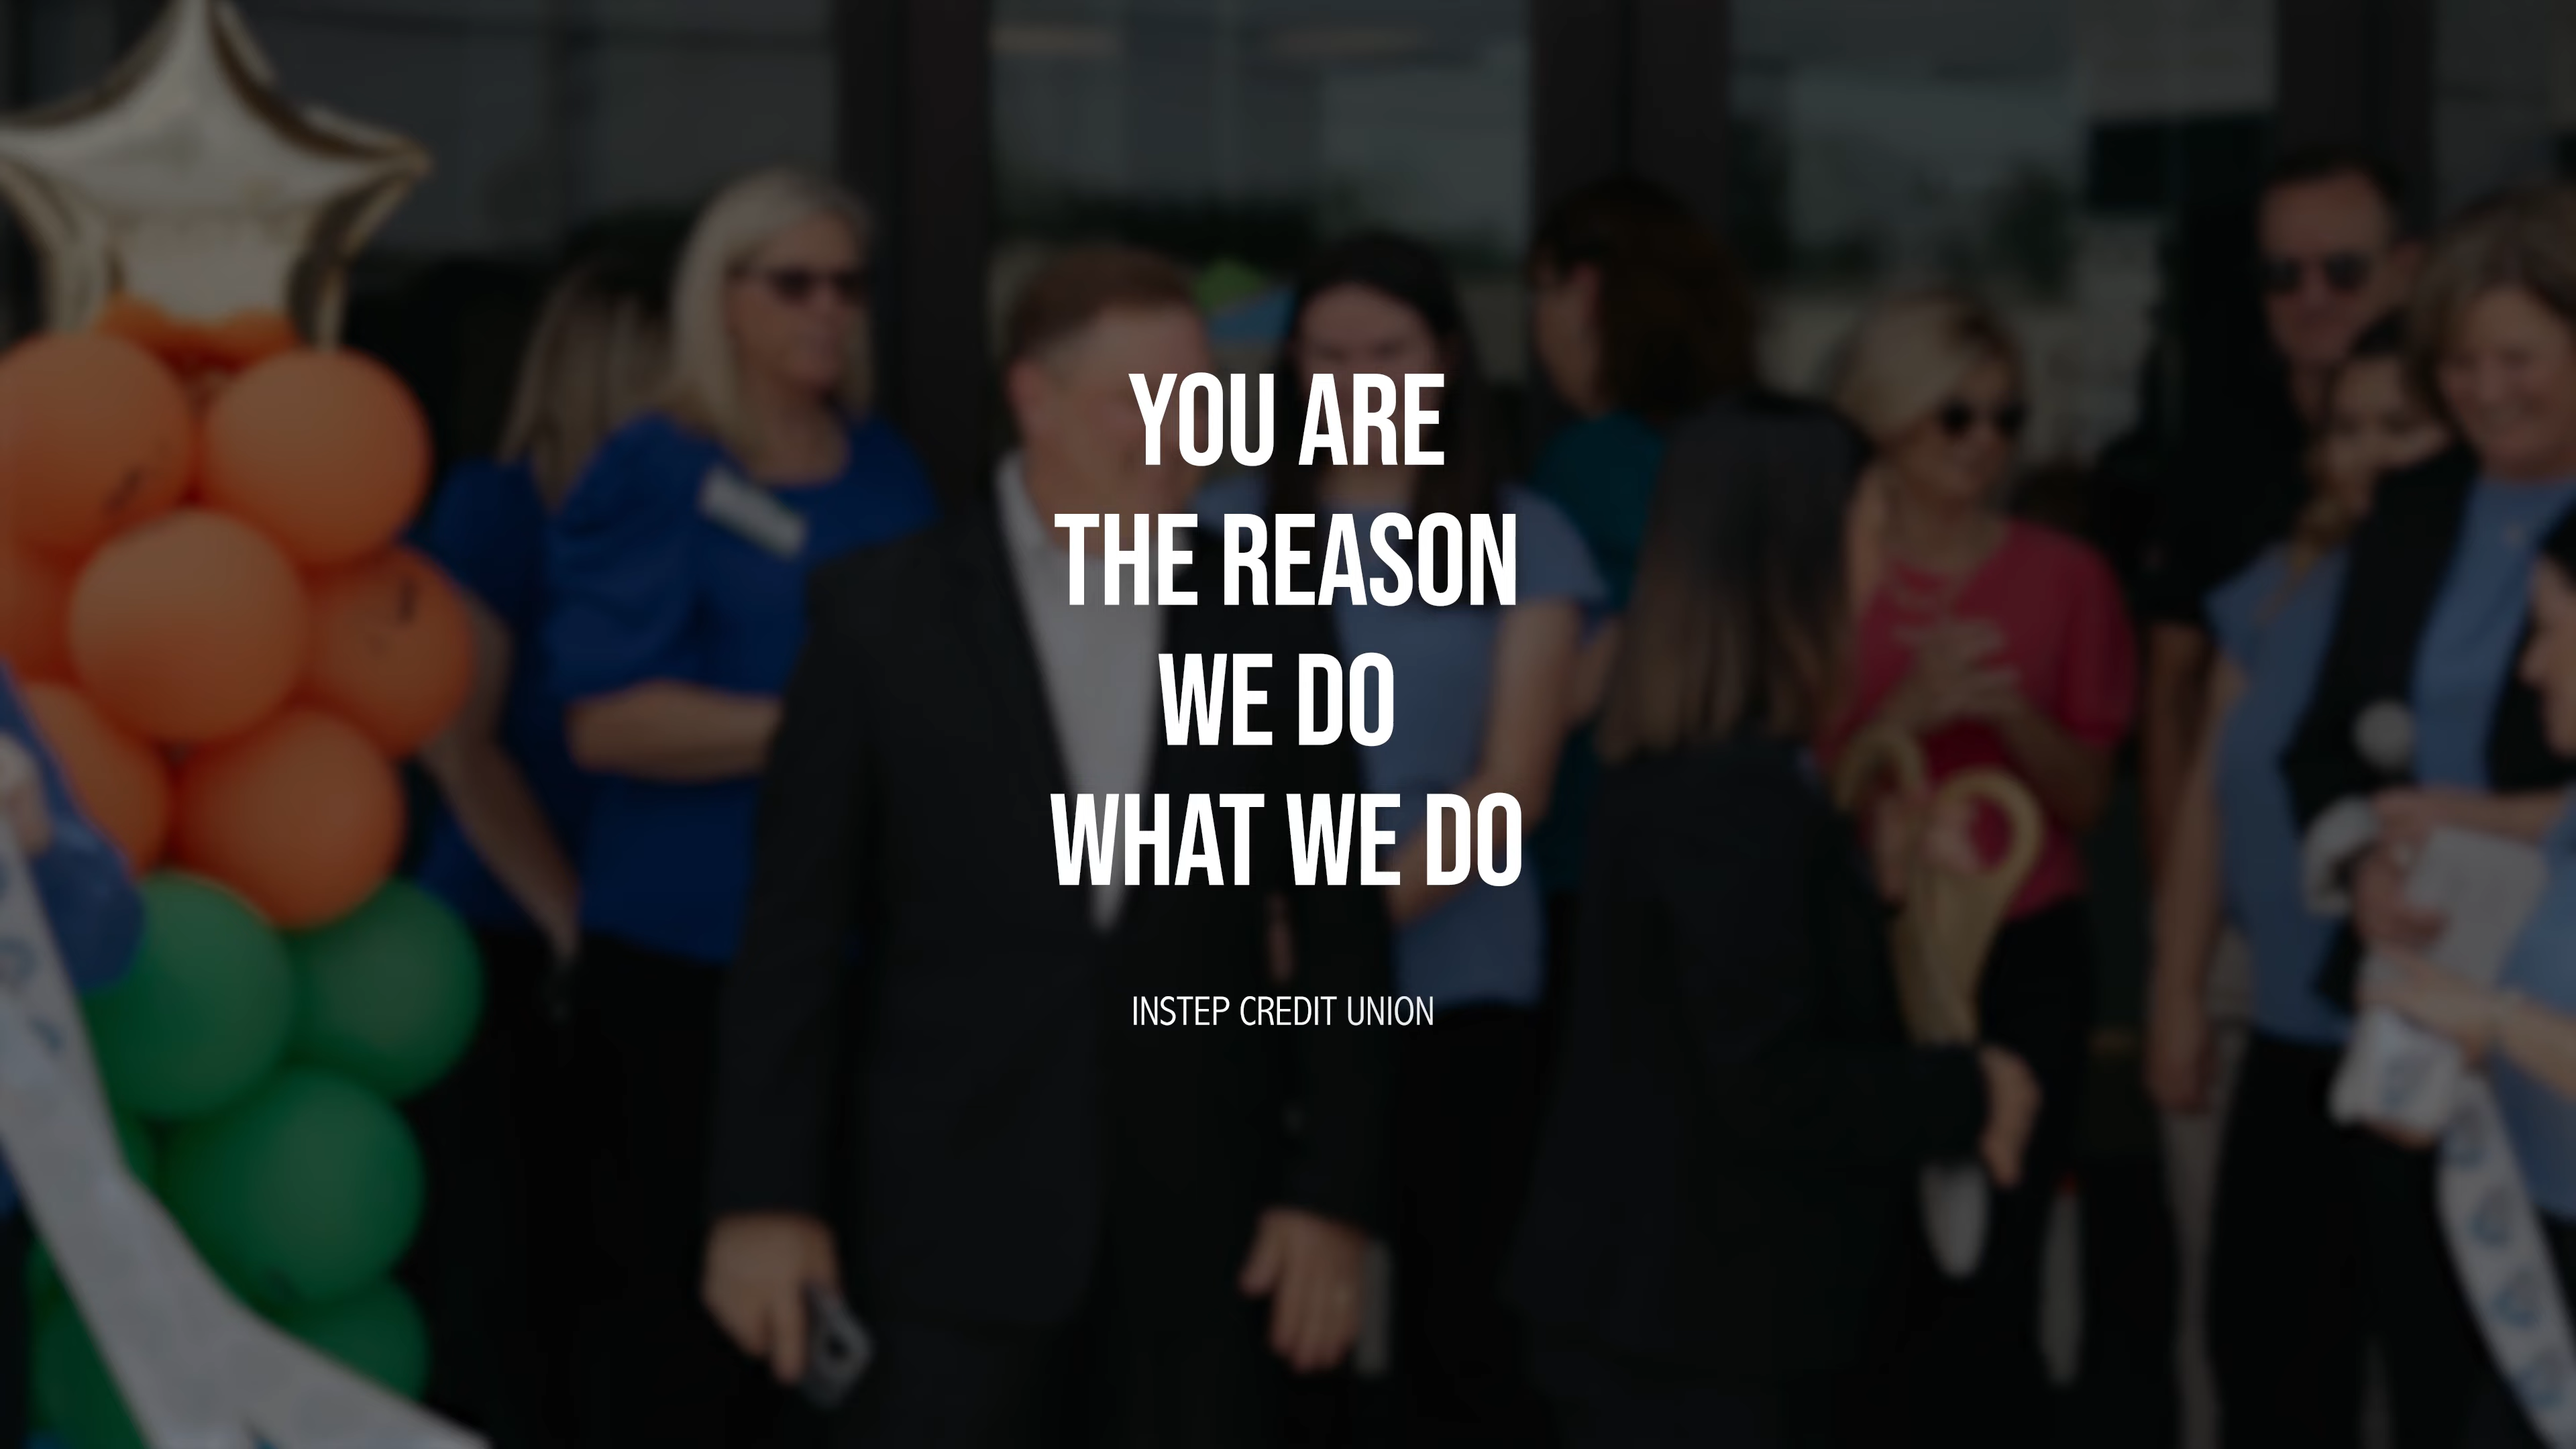 YOU ARE
THE REASON
WE DO
WHAT WE DO
INSTEP CREDIT UNION